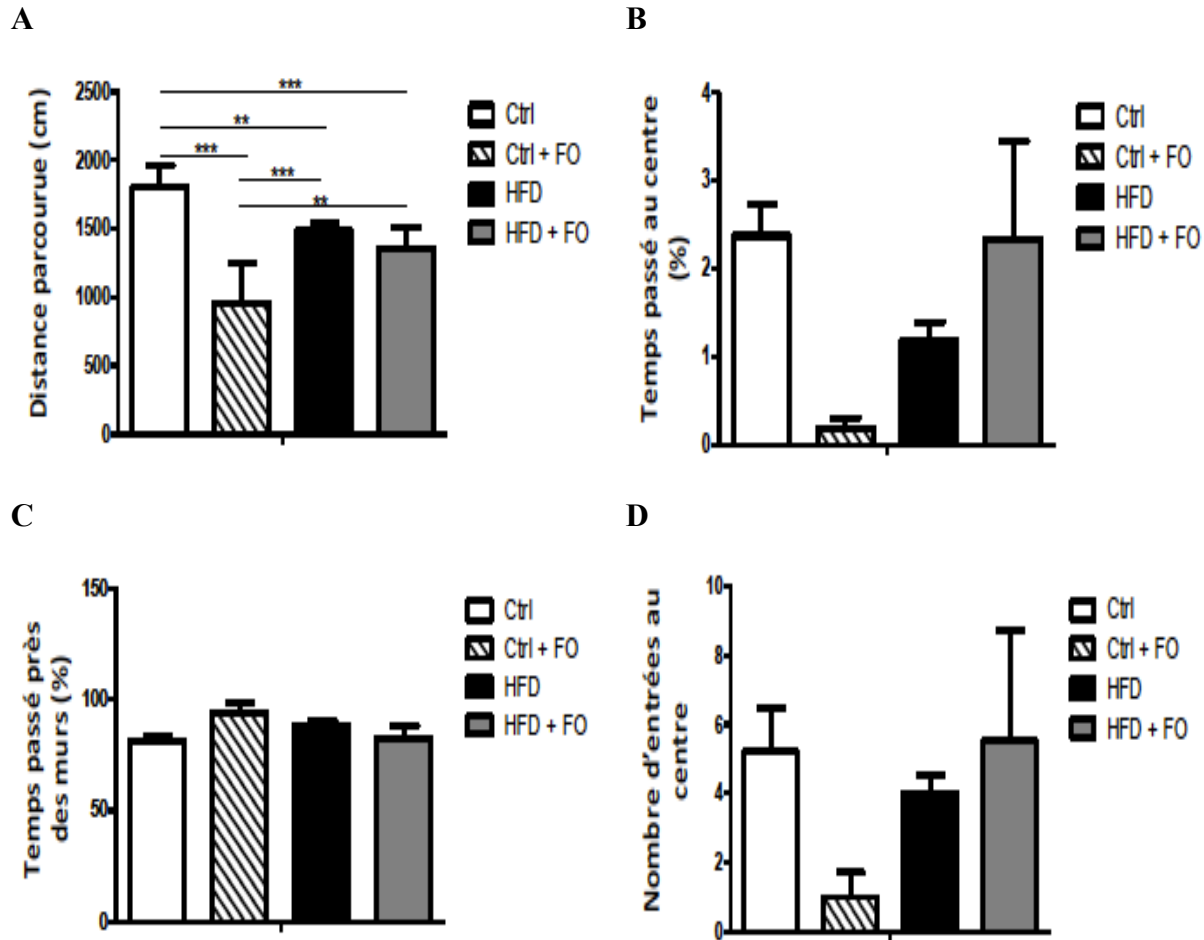 A
Distance parcourue (cm)
2500
2000
1500
1000
500
0
***
**
***
***
**
Ctrl
Ctrl + FO
HFD
HFD + FO
B
Temps passé au centre
(%)
4
3
2
1
0
Ctrl
Ctrl + FO
HFD
HFD + FO
C
Temps passé près
des murs (%)
150
100
50
0
Ctrl
Ctrl + FO
HFD
HFD + FO
D
Nombre d'entrées au
centre
10
8
6
4
2
0
Ctrl
Ctrl + FO
HFD
HFD + FO